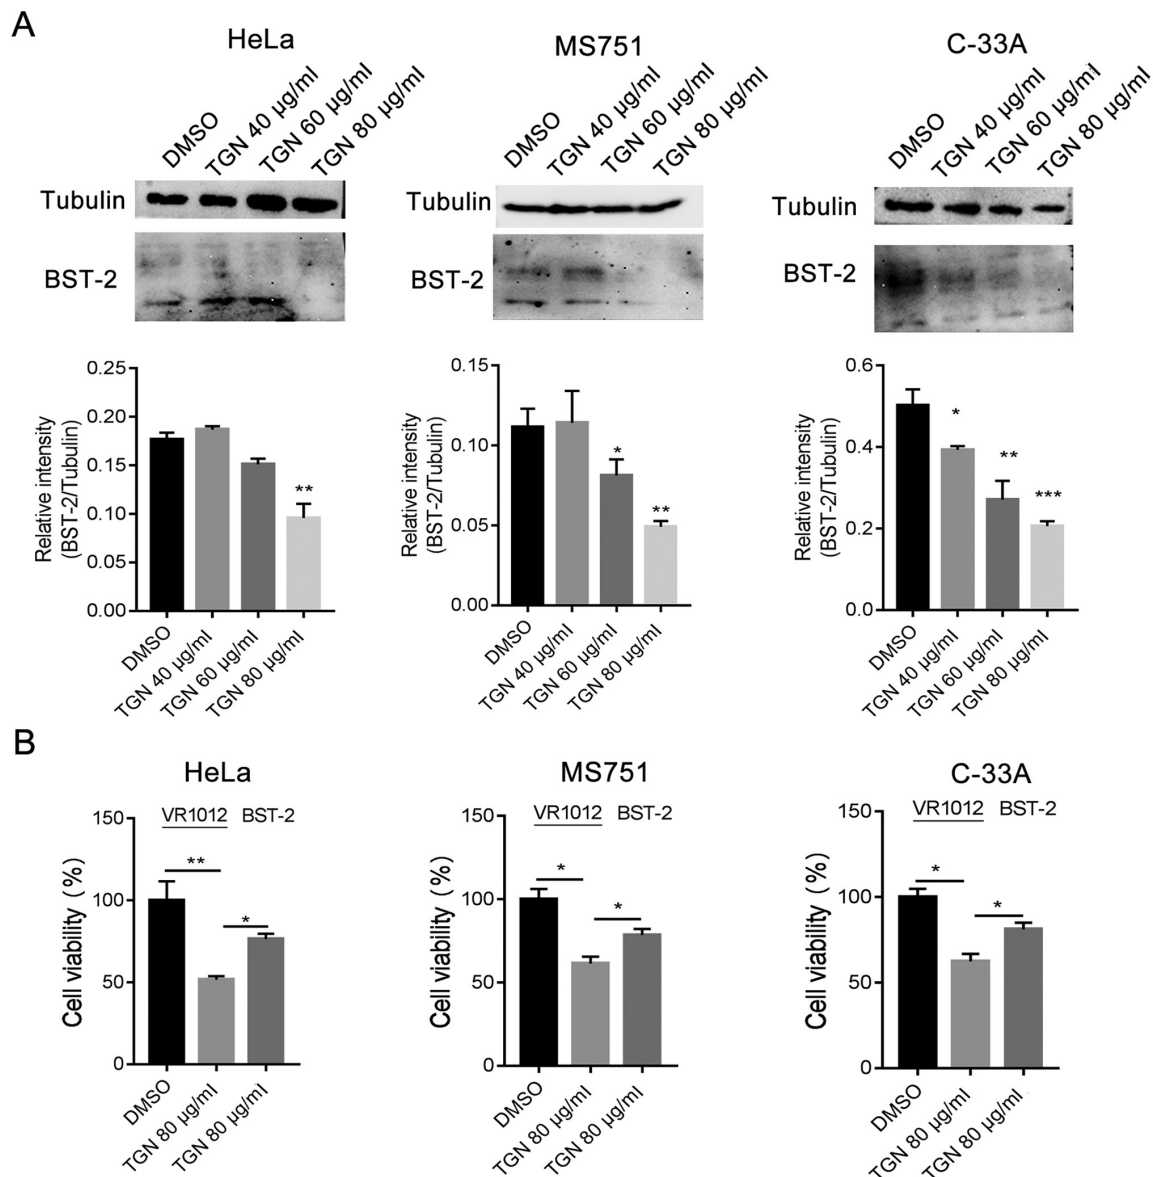 A
HeLa
MS751
C-33A
DMSO
TGN 40 µg/ml
TGN 60 µg/ml
TGN 80 µg/ml
DMSO
TGN 40 µg/ml
TGN 60 µg/ml
TGN 80 µg/ml
DMSO
TGN 40 µg/ml
TGN 60 µg/ml
TGN 80 µg/ml
Tubulin
Tubulin
Tubulin
BST-2
BST-2
BST-2
Relative intensity
(BST-2/Tubulin)
0.25
0.20
0.15
0.10
0.05
0.00
**
DMSO
TGN 40 µg/ml
TGN 60 µg/ml
TGN 80 µg/ml
Relative intensity
(BST-2/Tubulin)
0.15
0.10
0.05
0.00
*
**
DMSO
TGN 40 µg/ml
TGN 60 µg/ml
TGN 80 µg/ml
Relative intensity
(BST-2/Tubulin)
0.6
0.4
0.2
0.0
*
**
***
DMSO
TGN 40 µg/ml
TGN 60 µg/ml
TGN 80 µg/ml
B
HeLa
VR1012 BST-2
Cell viability (%)
150
100
50
0
**
*
DMSO
TGN 80 µg/ml
TGN 80 µg/ml
MS751
VR1012 BST-2
Cell viability (%)
150
100
50
0
*
*
DMSO
TGN 80 µg/ml
TGN 80 µg/ml
C-33A
VR1012 BST-2
Cell viability (%)
150
100
50
0
*
*
DMSO
TGN 80 µg/ml
TGN 80 µg/ml